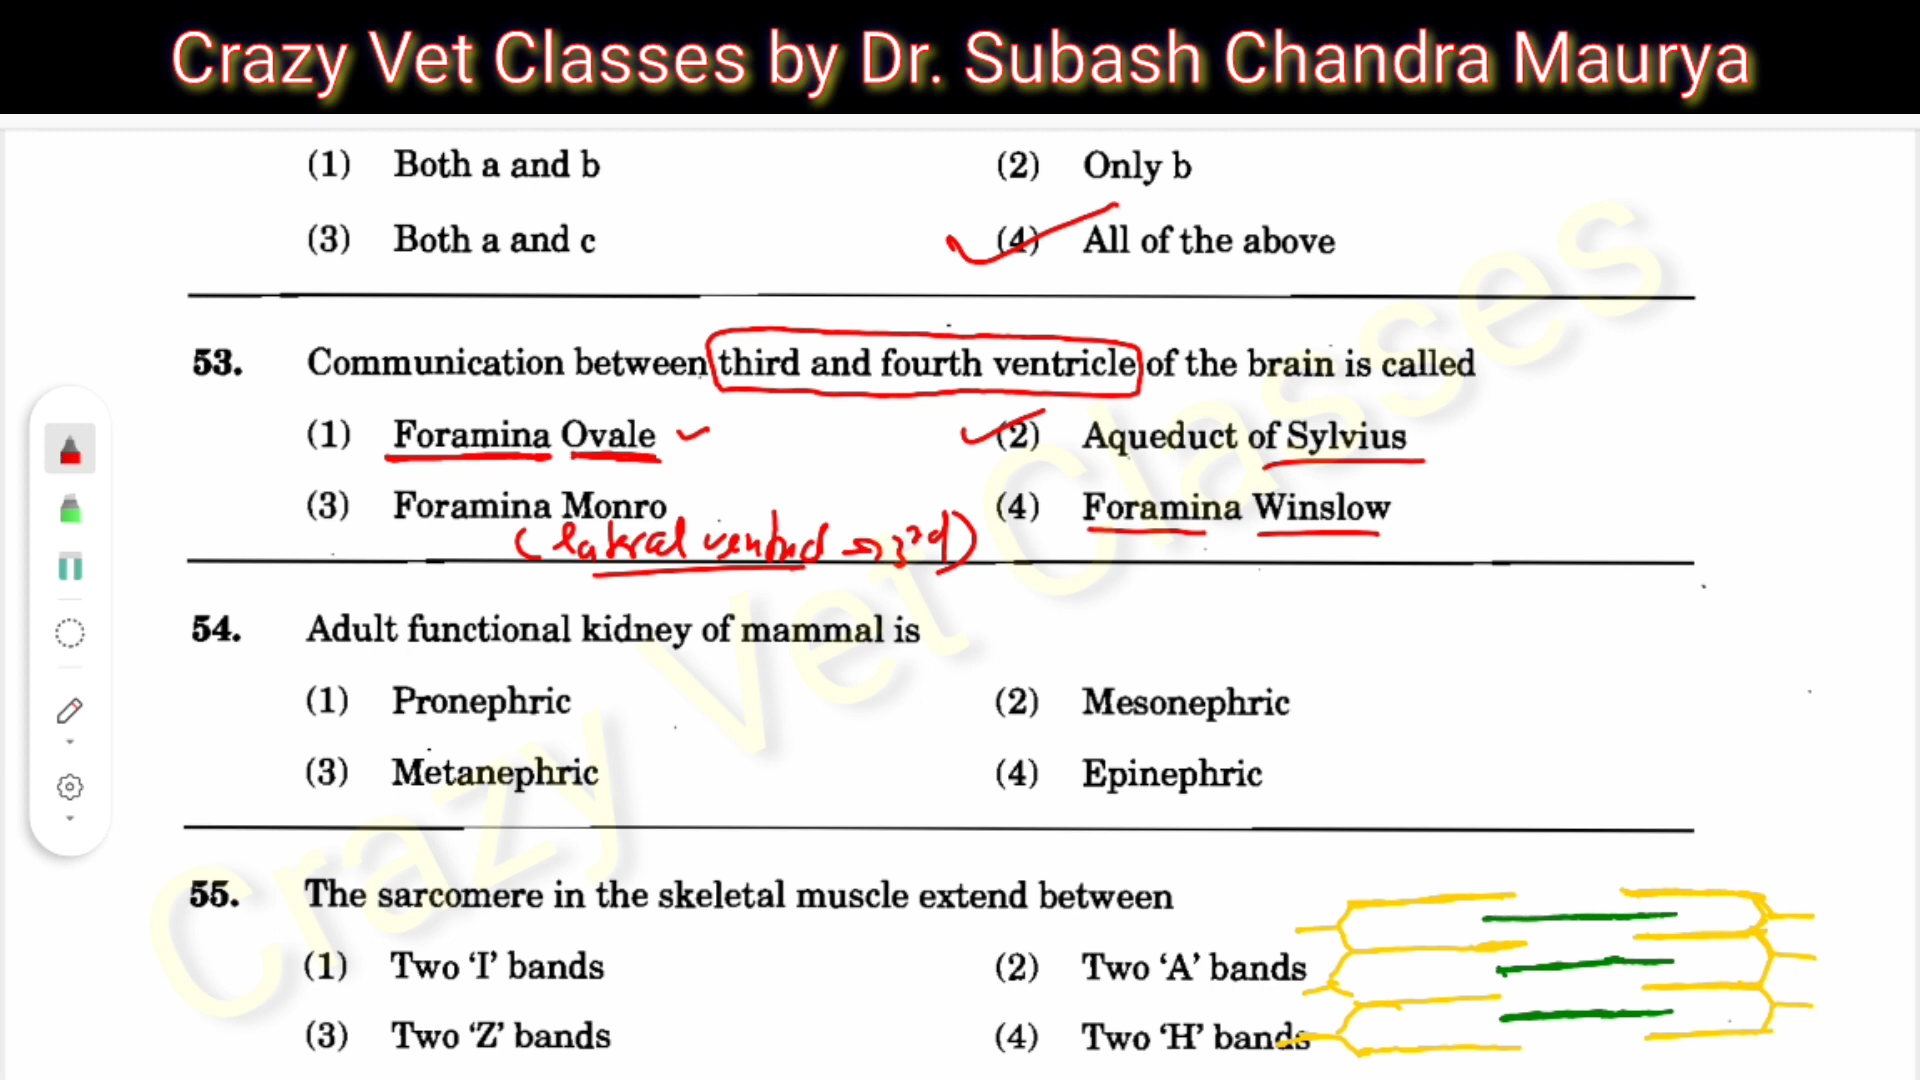 Crazy Vet Classes by Dr. Subash Chandra Maurya
(1) Both a and b (2) Only b
(3) Both a and c (4) All of the above
53. Communication between third and fourth ventricle of the brain is called
(1) Foramina Ovale (2) Aqueduct of Sylvius
(3) Foramina Monro (4) Foramina Winslow
(lateral
54. Adult functional kidney of mammal is
(1) Pronephric (2) Mesonephric
(3) Metanephric (4) Epinephric
55. The sarcomere in the skeletal muscle extend between
(1) Two ‘I’ bands (2) Two ‘A’ bands
(3) Two ‘Z’ bands (4) Two ‘H’ bands
Crazy Vet Classes